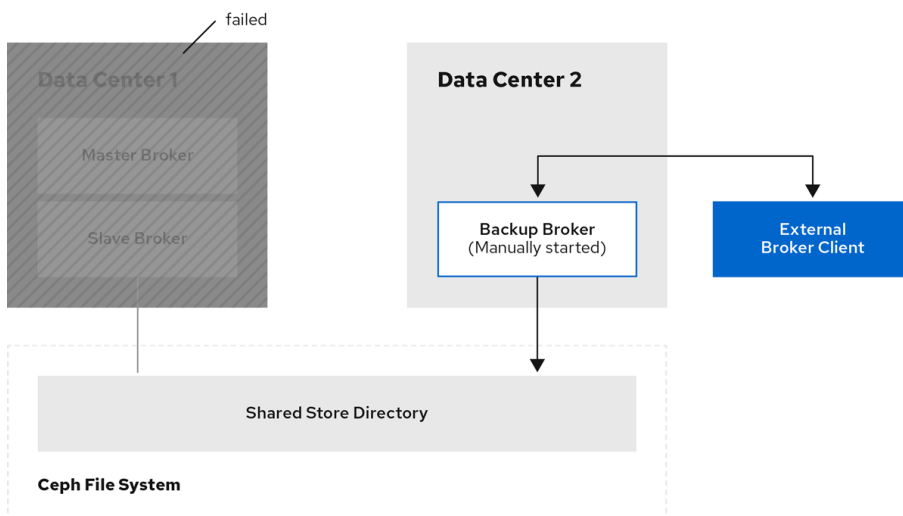 failed
Data Center 1
Master Broker
Slave Broker
Data Center 2
Backup Broker
(Manually started)
External
Broker Client
Shared Store Directory
Ceph File System